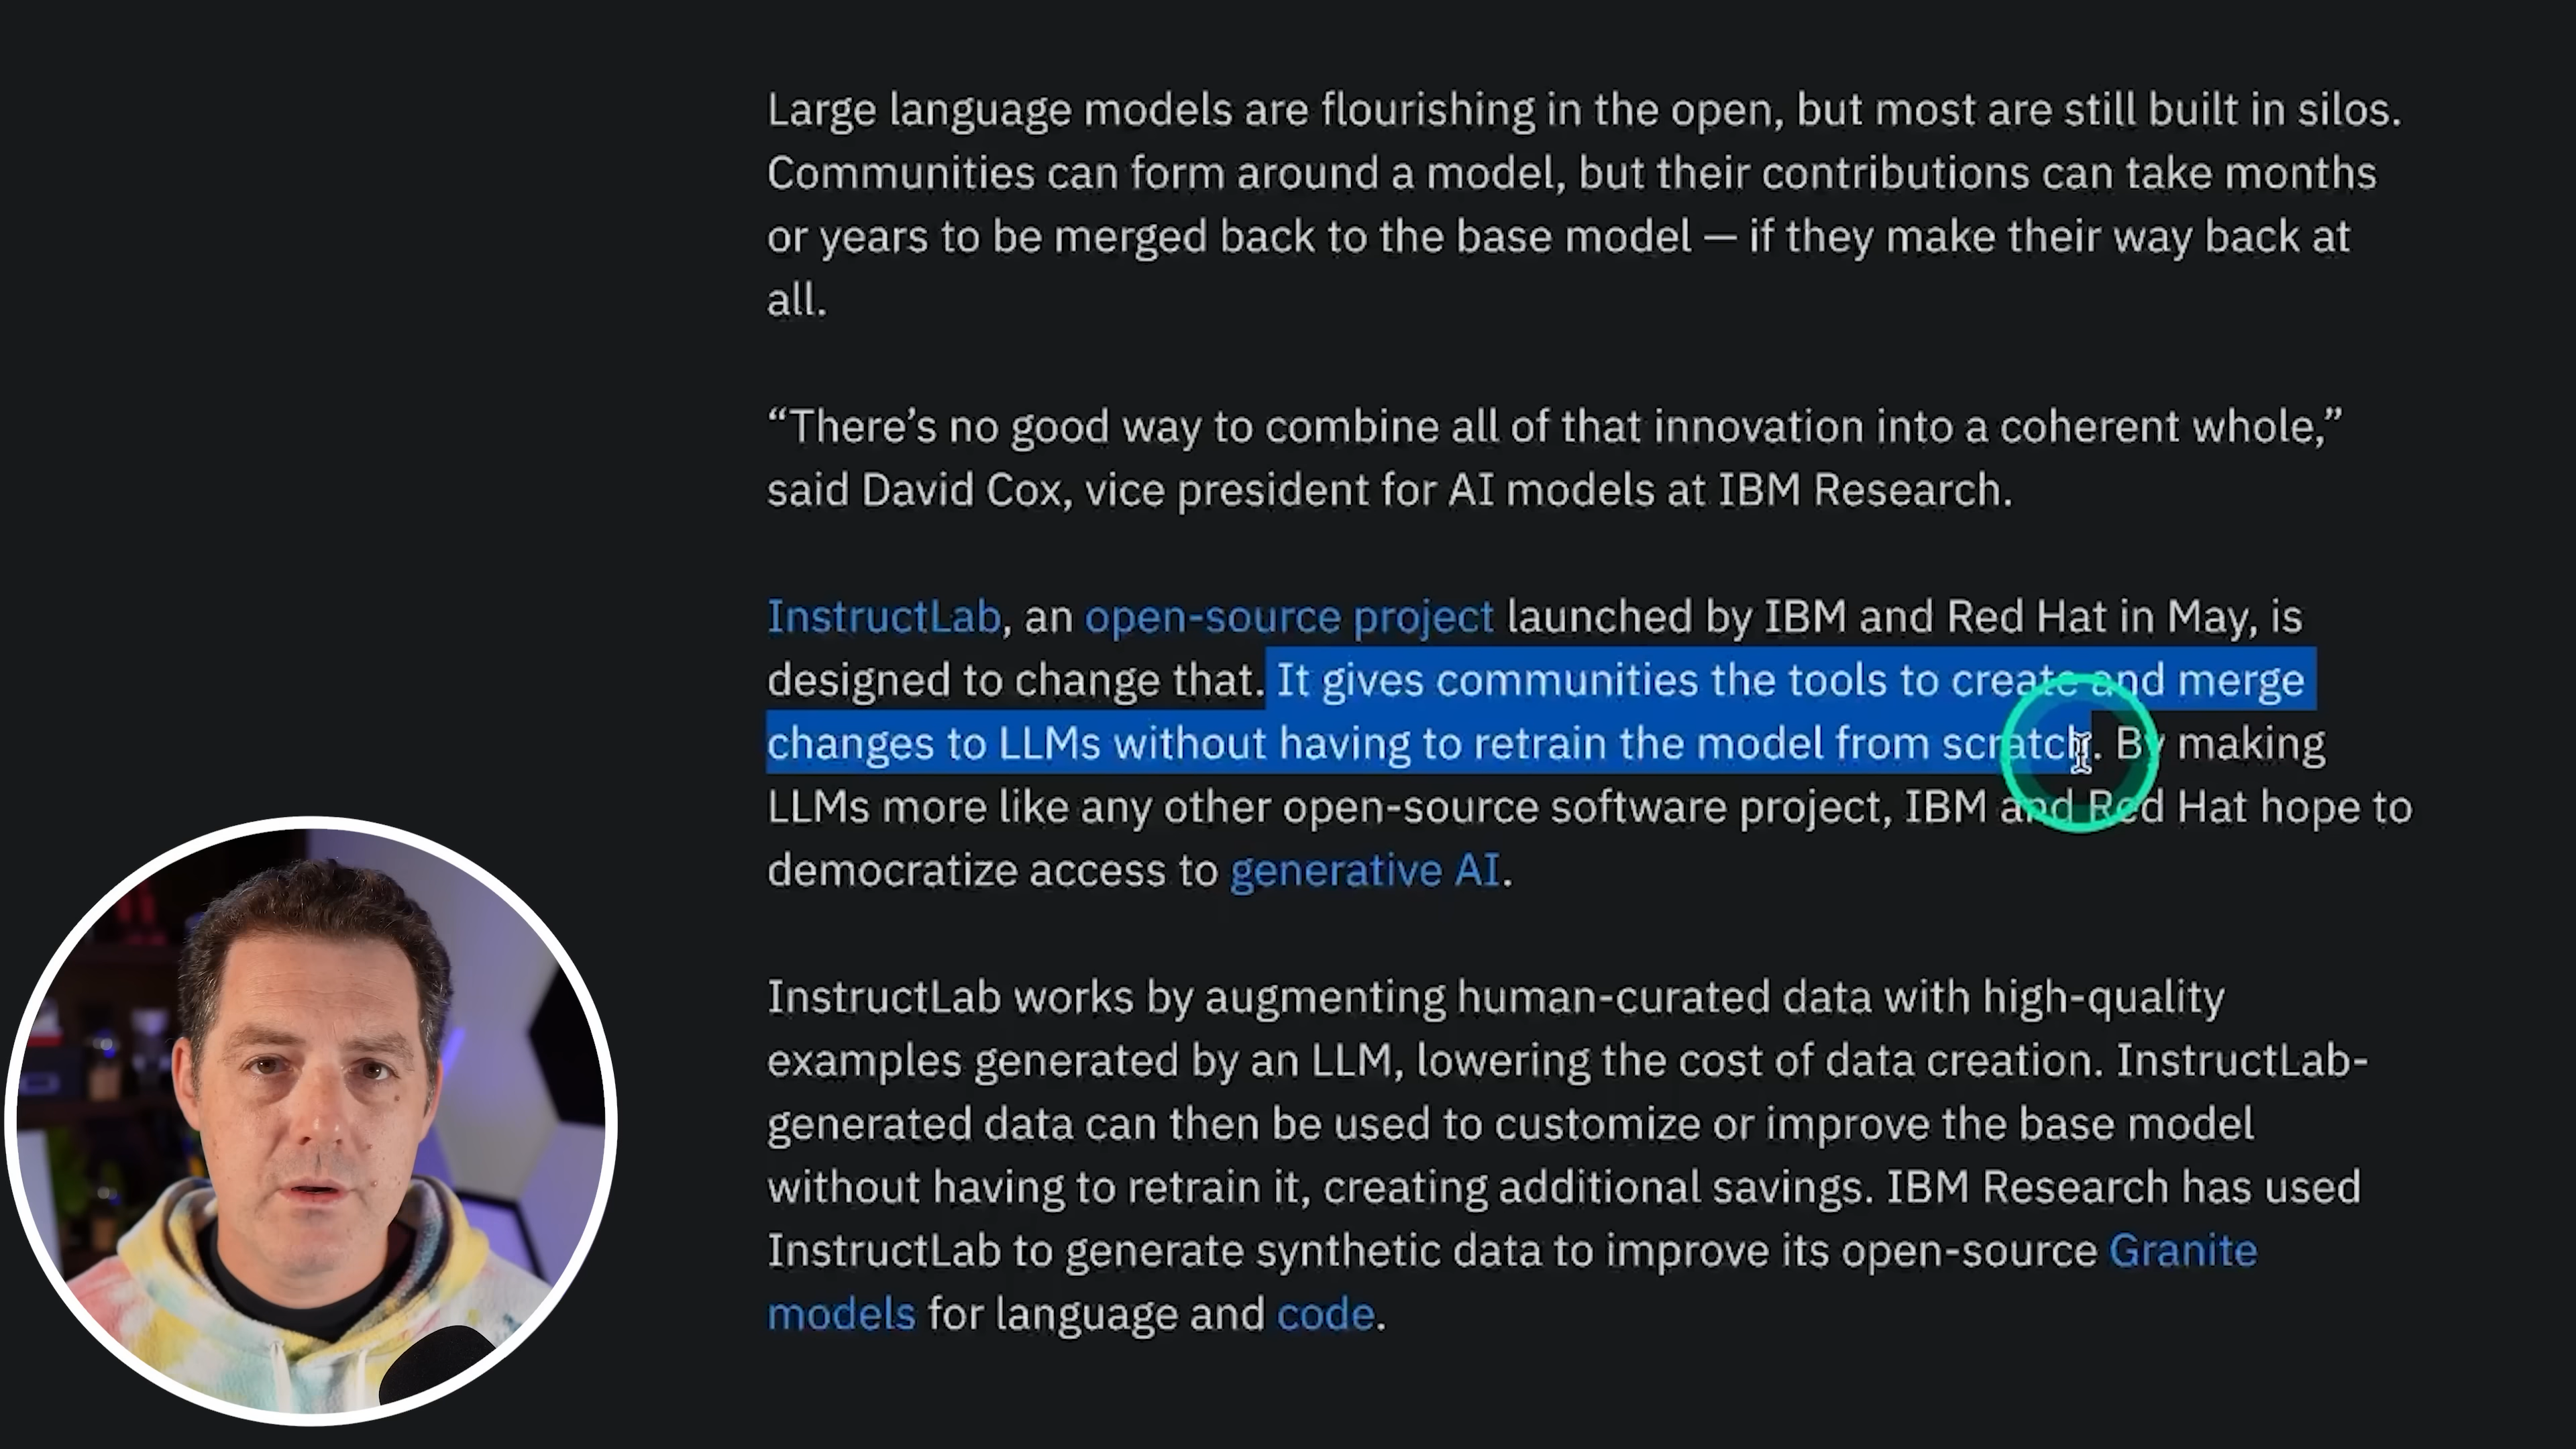 Large language models are flourishing in the open, but most are still built in silos.
Communities can form around a model, but their contributions can take months
or years to be merged back to the base model — if they make their way back at
all.
“There’s no good way to combine all of that innovation into a coherent whole,”
said David Cox, vice president for AI models at IBM Research.
InstructLab, an open-source project launched by IBM and Red Hat in May, is
designed to change that. It gives communities the tools to create and merge
changes to LLMs without having to retrain the model from scratch. By making
LLMs more like any other open-source software project, IBM and Red Hat hope to
democratize access to generative AI.
InstructLab works by augmenting human-curated data with high-quality
examples generated by an LLM, lowering the cost of data creation. InstructLab-
generated data can then be used to customize or improve the base model
without having to retrain it, creating additional savings. IBM Research has used
InstructLab to generate synthetic data to improve its open-source Granite
models for language and code.